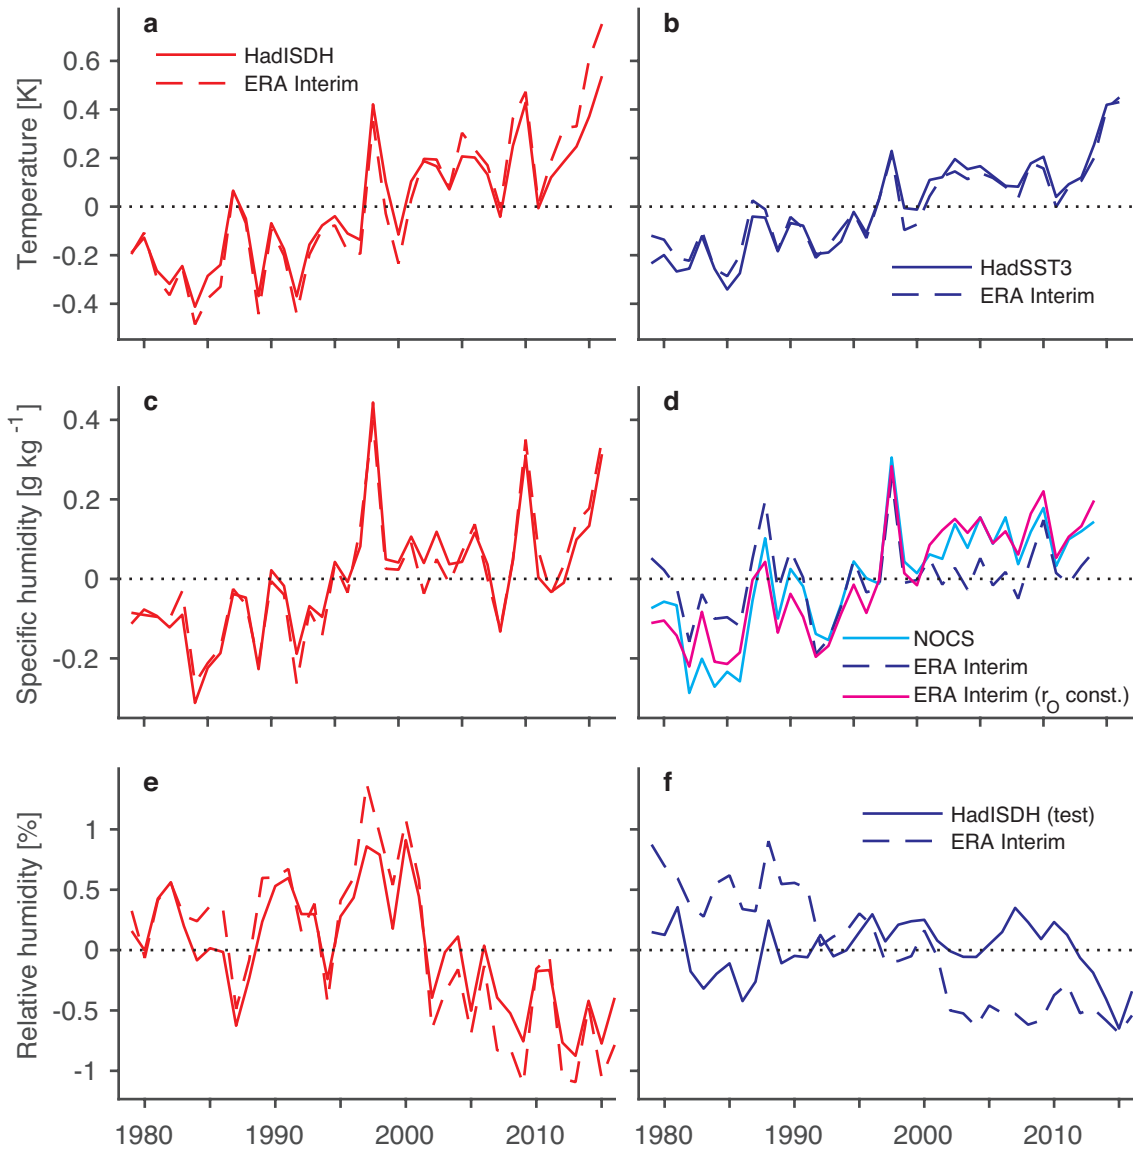 a
HadISDH
ERA Interim
Temperature [K]
0.6
0.4
0.2
0
-0.2
-0.4
b
HadSST3
ERA Interim
c
Specific humidity [g kg⁻¹]
0.4
0.2
0
-0.2
d
NOCS
ERA Interim
ERA Interim (r_O const.)
e
Relative humidity [%]
1
0.5
0
-0.5
-1
f
HadISDH (test)
ERA Interim
1980 1990 2000 2010
1980 1990 2000 2010